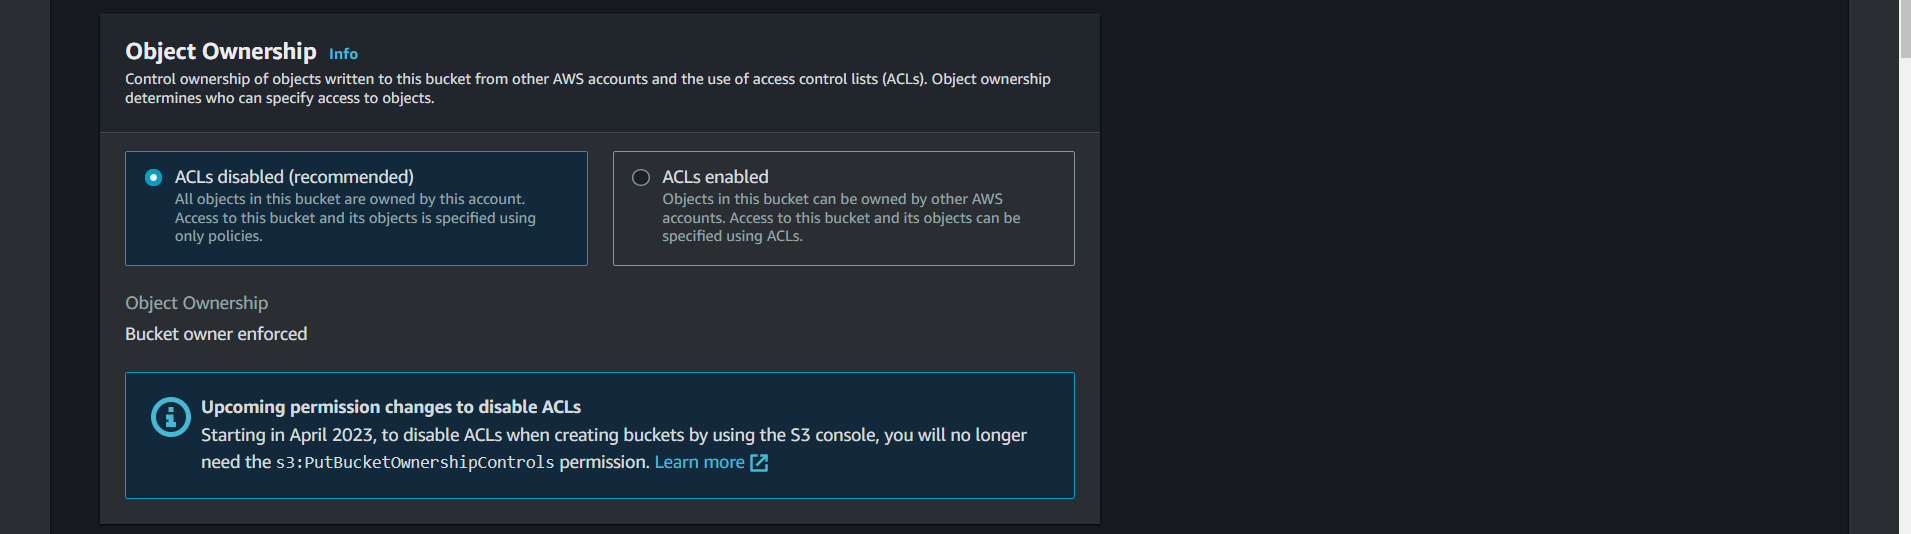 Object Ownership Info
Control ownership of objects written to this bucket from other AWS accounts and the use of access control lists (ACLs). Object ownership
determines who can specify access to objects.
ACLs disabled (recommended)
All objects in this bucket are owned by this account.
Access to this bucket and its objects is specified using
only policies.
ACLs enabled
Objects in this bucket can be owned by other AWS
accounts. Access to this bucket and its objects can be
specified using ACLs.
Object Ownership
Bucket owner enforced
Upcoming permission changes to disable ACLs
Starting in April 2023, to disable ACLs when creating buckets by using the S3 console, you will no longer
need the s3:PutBucketOwnershipControls permission. Learn more